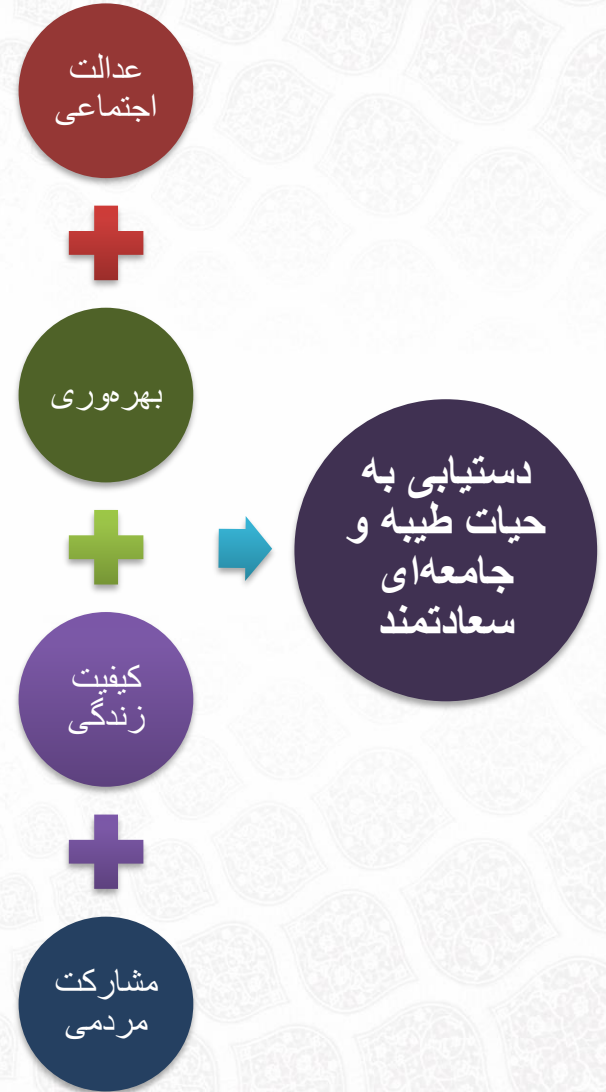 عدالت
اجتماعی
بهره‌وری
کیفیت
زندگی
مشارکت
مردمی
دستیابی به
حیات طیبه و
جامعه‌ای
سعادتمند